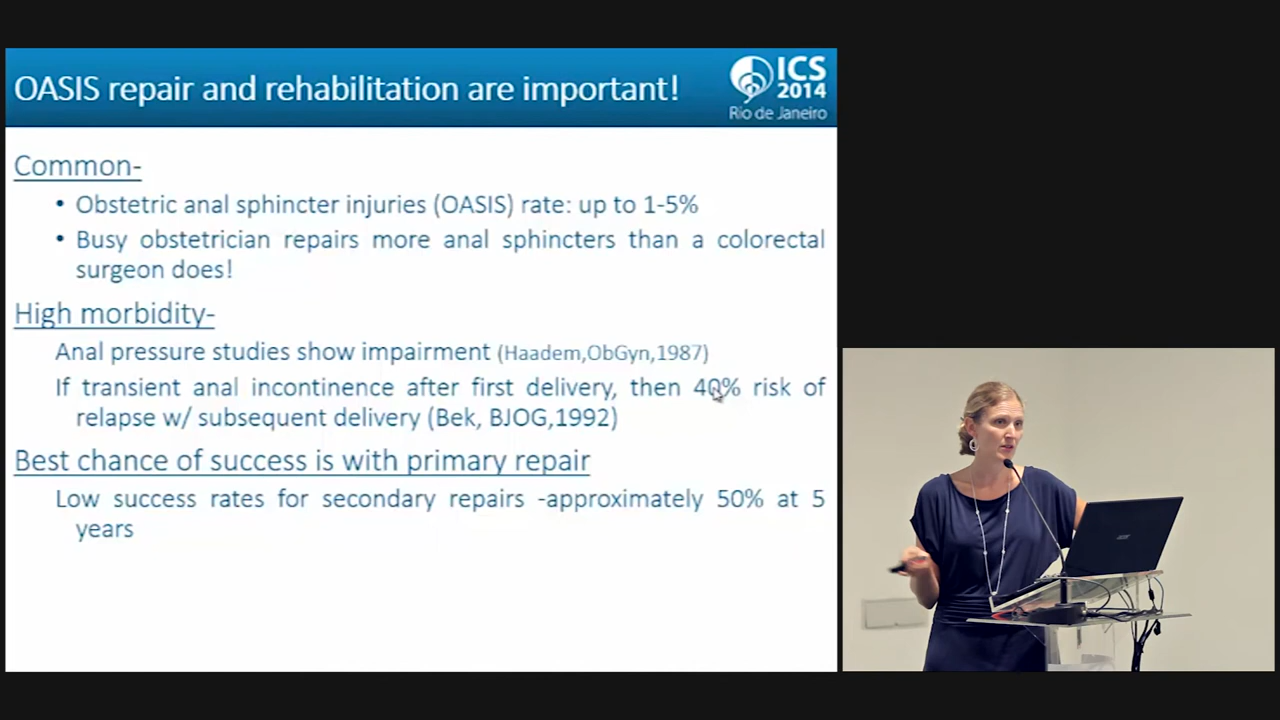 OASIS repair and rehabilitation are important!
ICS
2014
Rio de Janeiro
Common-
• Obstetric anal sphincter injuries (OASIS) rate: up to 1-5%
• Busy obstetrician repairs more anal sphincters than a colorectal
surgeon does!
High morbidity-
Anal pressure studies show impairment (Haadem,ObGyn,1987)
If transient anal incontinence after first delivery, then 40% risk of
relapse w/ subsequent delivery (Bek, BJOG,1992)
Best chance of success is with primary repair
Low success rates for secondary repairs -approximately 50% at 5
years
acer